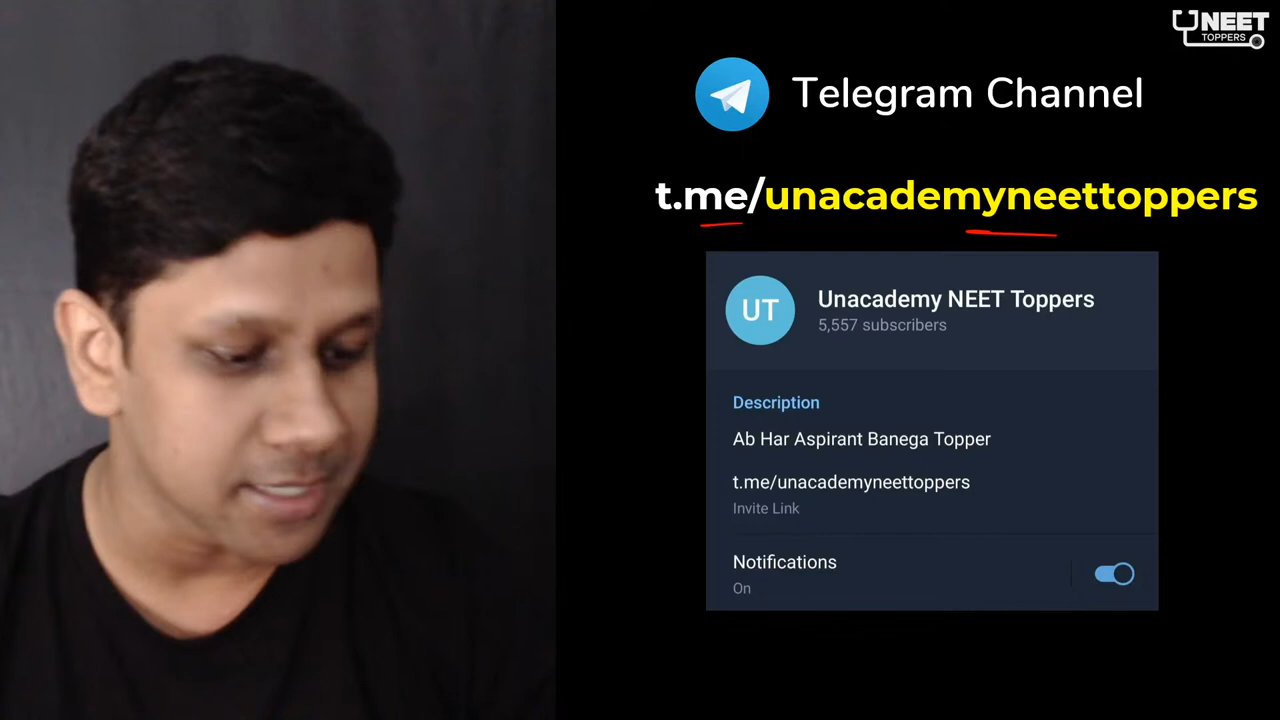 NEET
TOPPERS
Telegram Channel
t.me/unacademyneettoppers
UT
Unacademy NEET Toppers
5,557 subscribers
Description
Ab Har Aspirant Banega Topper
t.me/unacademyneettoppers
Invite Link
Notifications
On